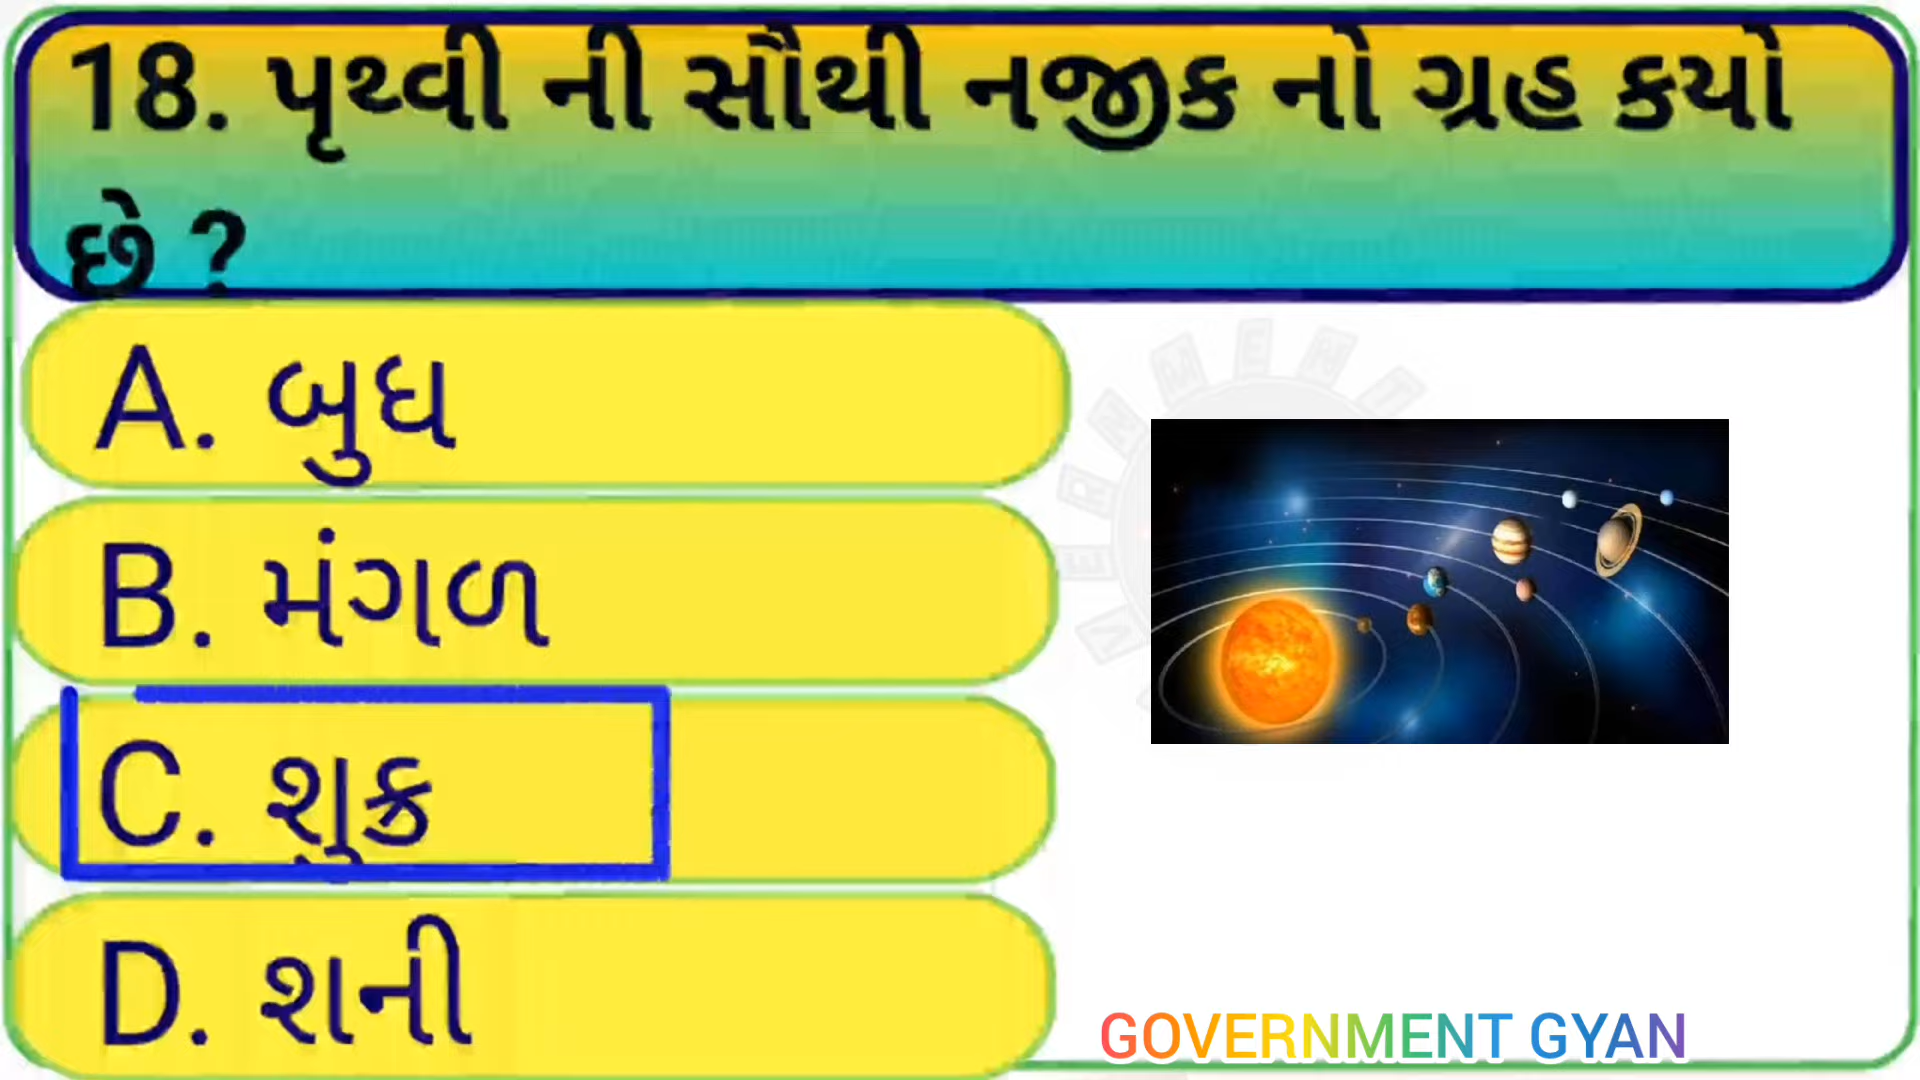 18. પૃથ્વી ની સૌથી નજીક નો ગ્રહ કયો
છે ?
A. બુધ
B. મંગળ
C. શુક્ર
D. શની
GOVERNMENT GYAN